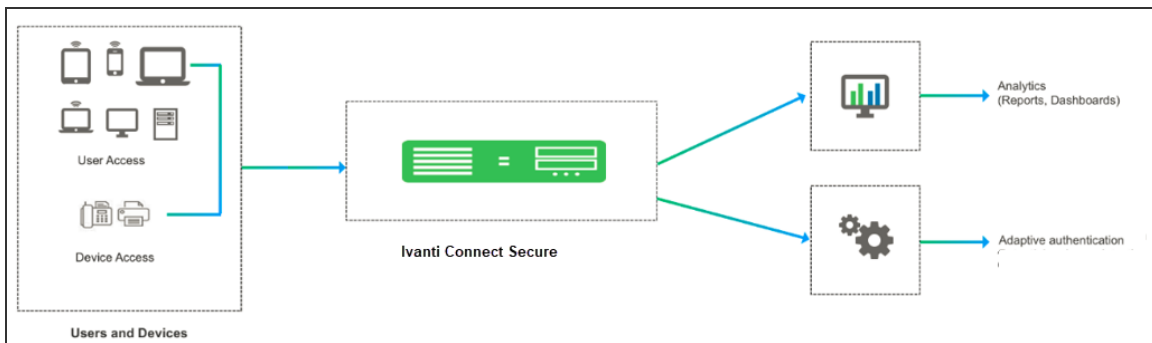 User Access
Device Access
Users and Devices
Ivanti Connect Secure
Analytics
(Reports, Dashboards)
Adaptive authentication